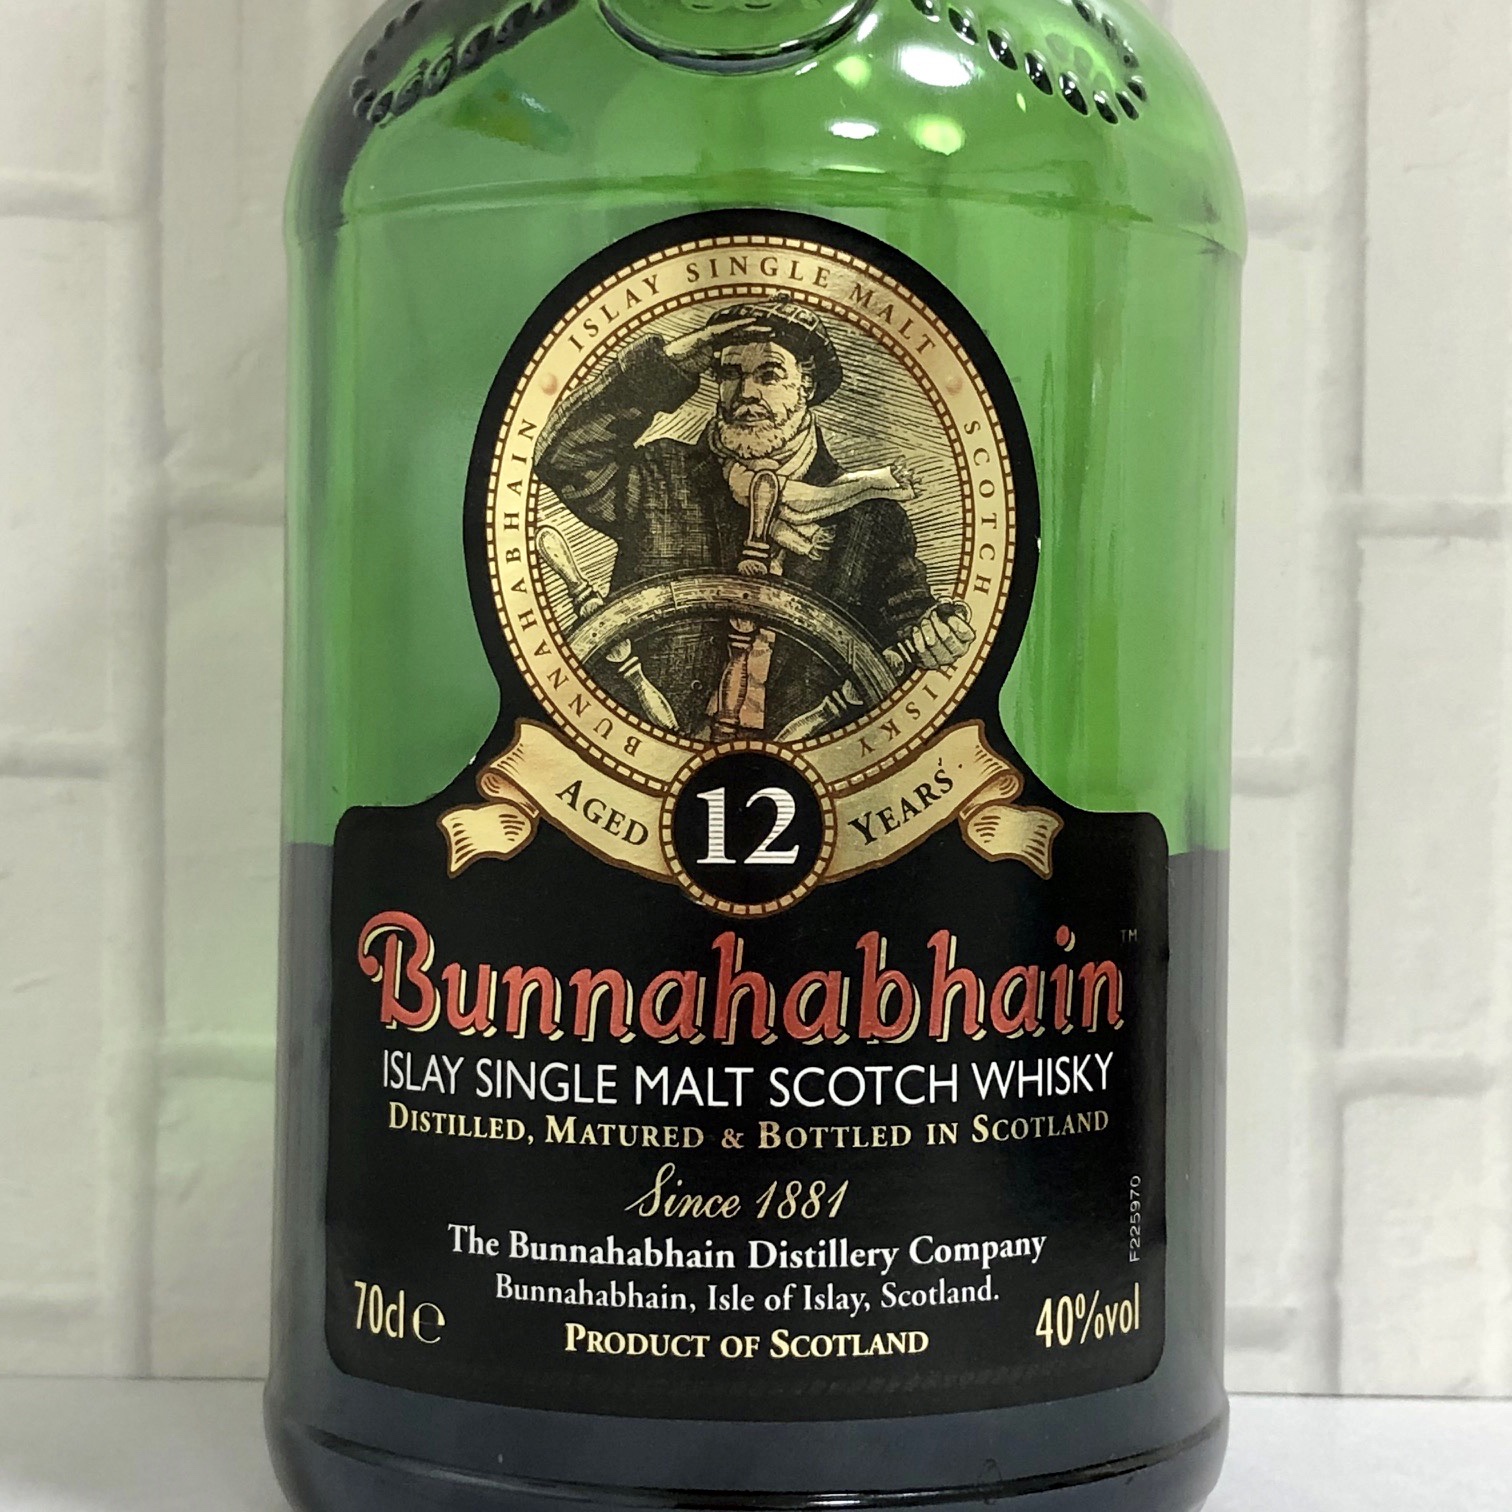 BUNNAHABHAIN • ISLAY SINGLE MALT • SCOTCH WHISKY
AGED 12 YEARS
Bunnahabhain™
ISLAY SINGLE MALT SCOTCH WHISKY
DISTILLED, MATURED & BOTTLED IN SCOTLAND
Since 1881
The Bunnahabhain Distillery Company
Bunnahabhain, Isle of Islay, Scotland.
70cl ℮
PRODUCT OF SCOTLAND
40%vol
F225970